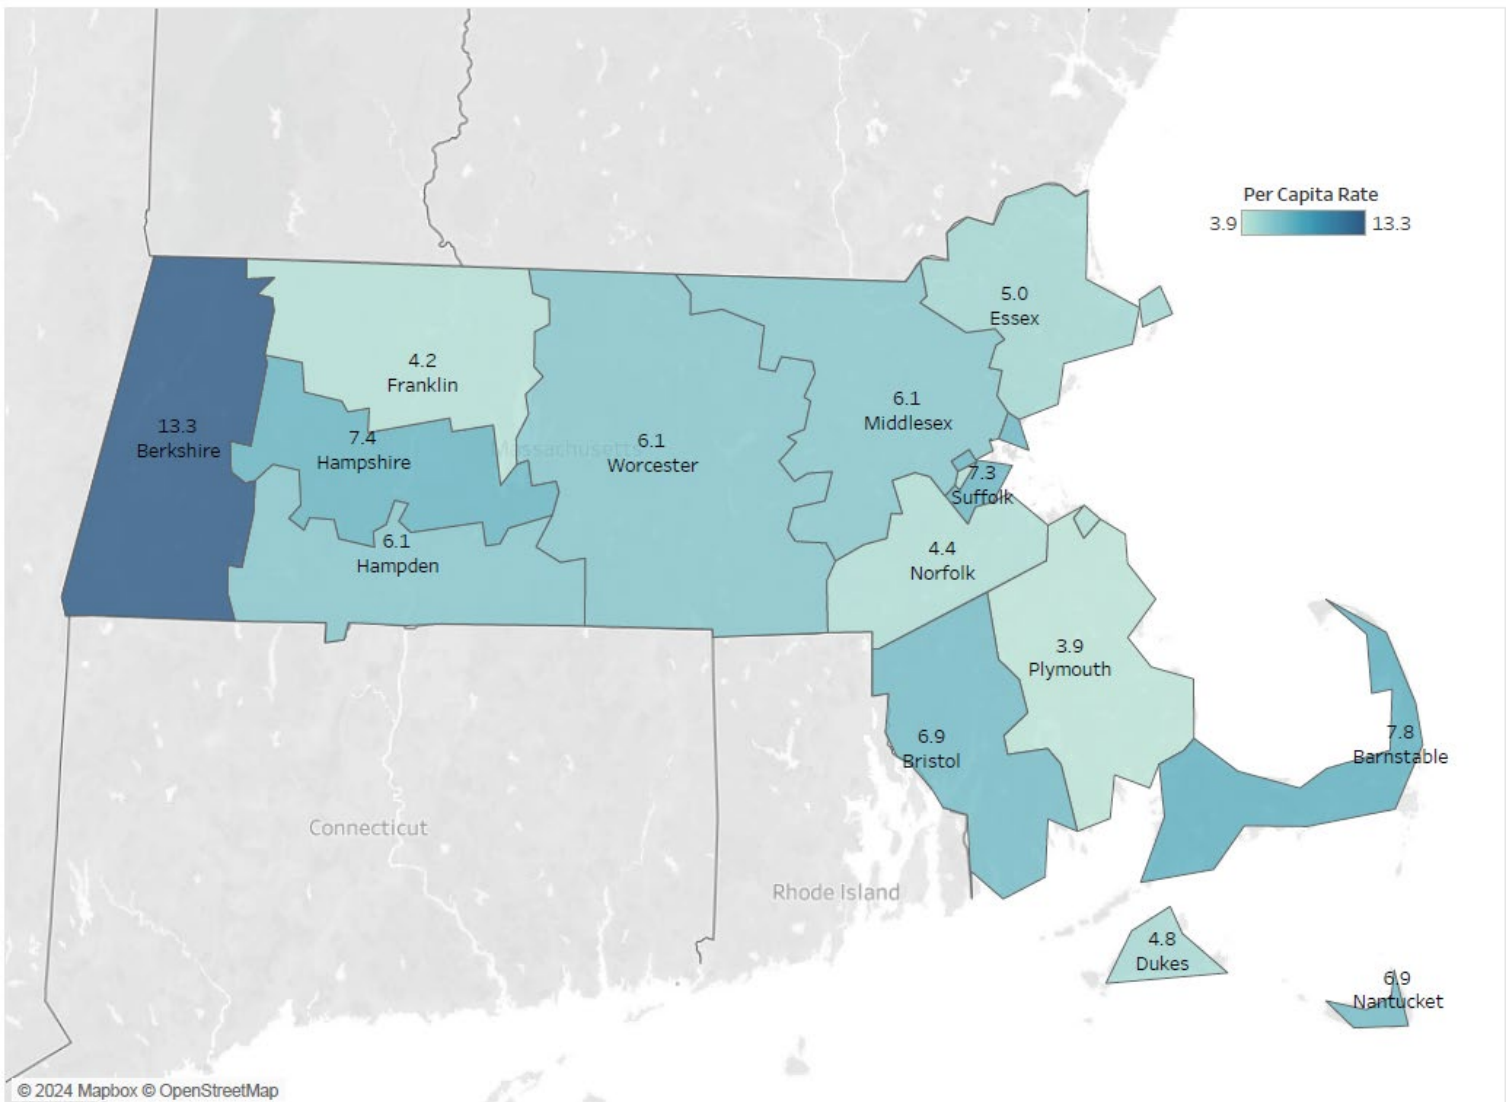 Per Capita Rate
3.9 13.3
5.0
Essex
4.2
Franklin
6.1
Middlesex
13.3
Berkshire
7.4
Hampshire
Massachusetts
6.1
Worcester
7.3
Suffolk
6.1
Hampden
4.4
Norfolk
3.9
Plymouth
6.9
Bristol
7.8
Barnstable
Connecticut
Rhode Island
4.8
Dukes
6.9
Nantucket
© 2024 Mapbox © OpenStreetMap